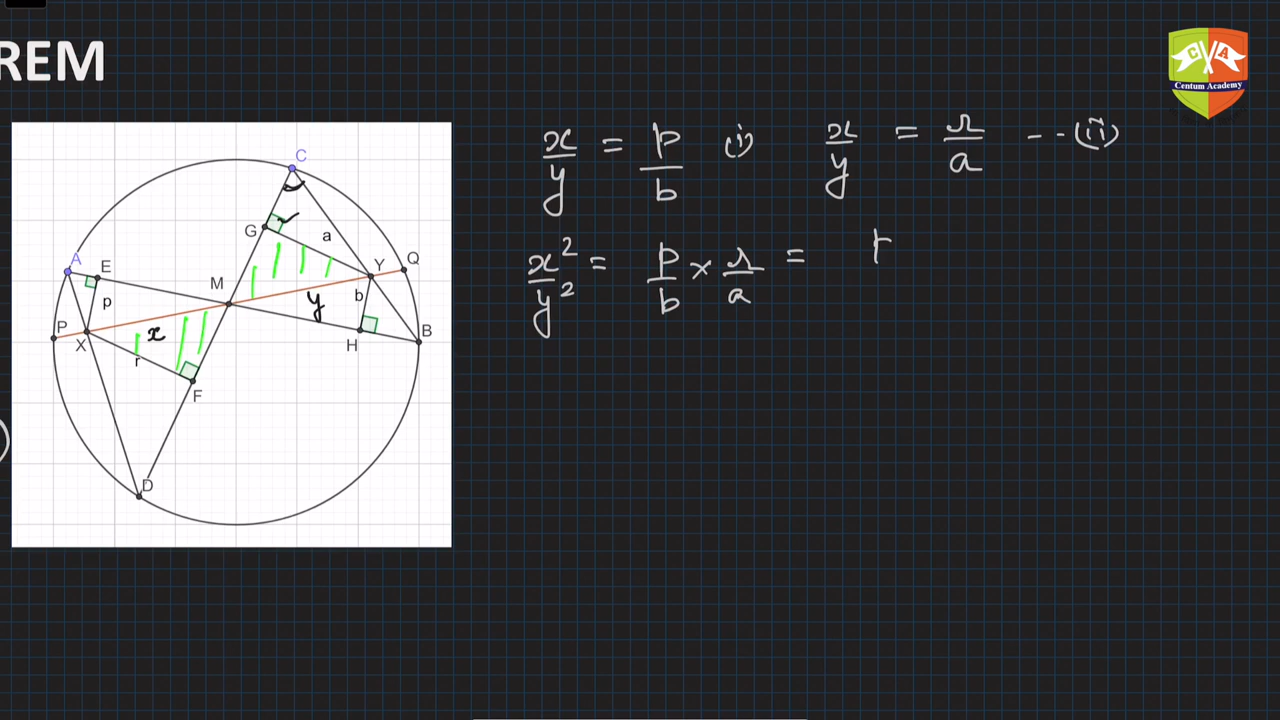 REM
C A
Centum Academy
x/y = p/b (i) x/y = r/a --(ii)
x²/y² = p/b × r/a = p
C
G
a
A
E
M
Y
Q
p
y
b
P
x
X
H
B
r
F
D